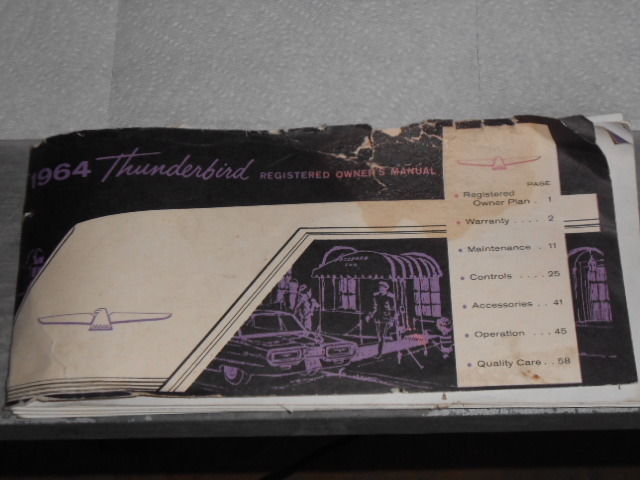 1964 Thunderbird REGISTERED OWNER'S MANUAL
PAGE
• Registered
Owner Plan . 1
• Warranty .... 2
• Maintenance . 11
• Controls .... 25
• Accessories .. 41
• Operation ... 45
• Quality Care .. 58